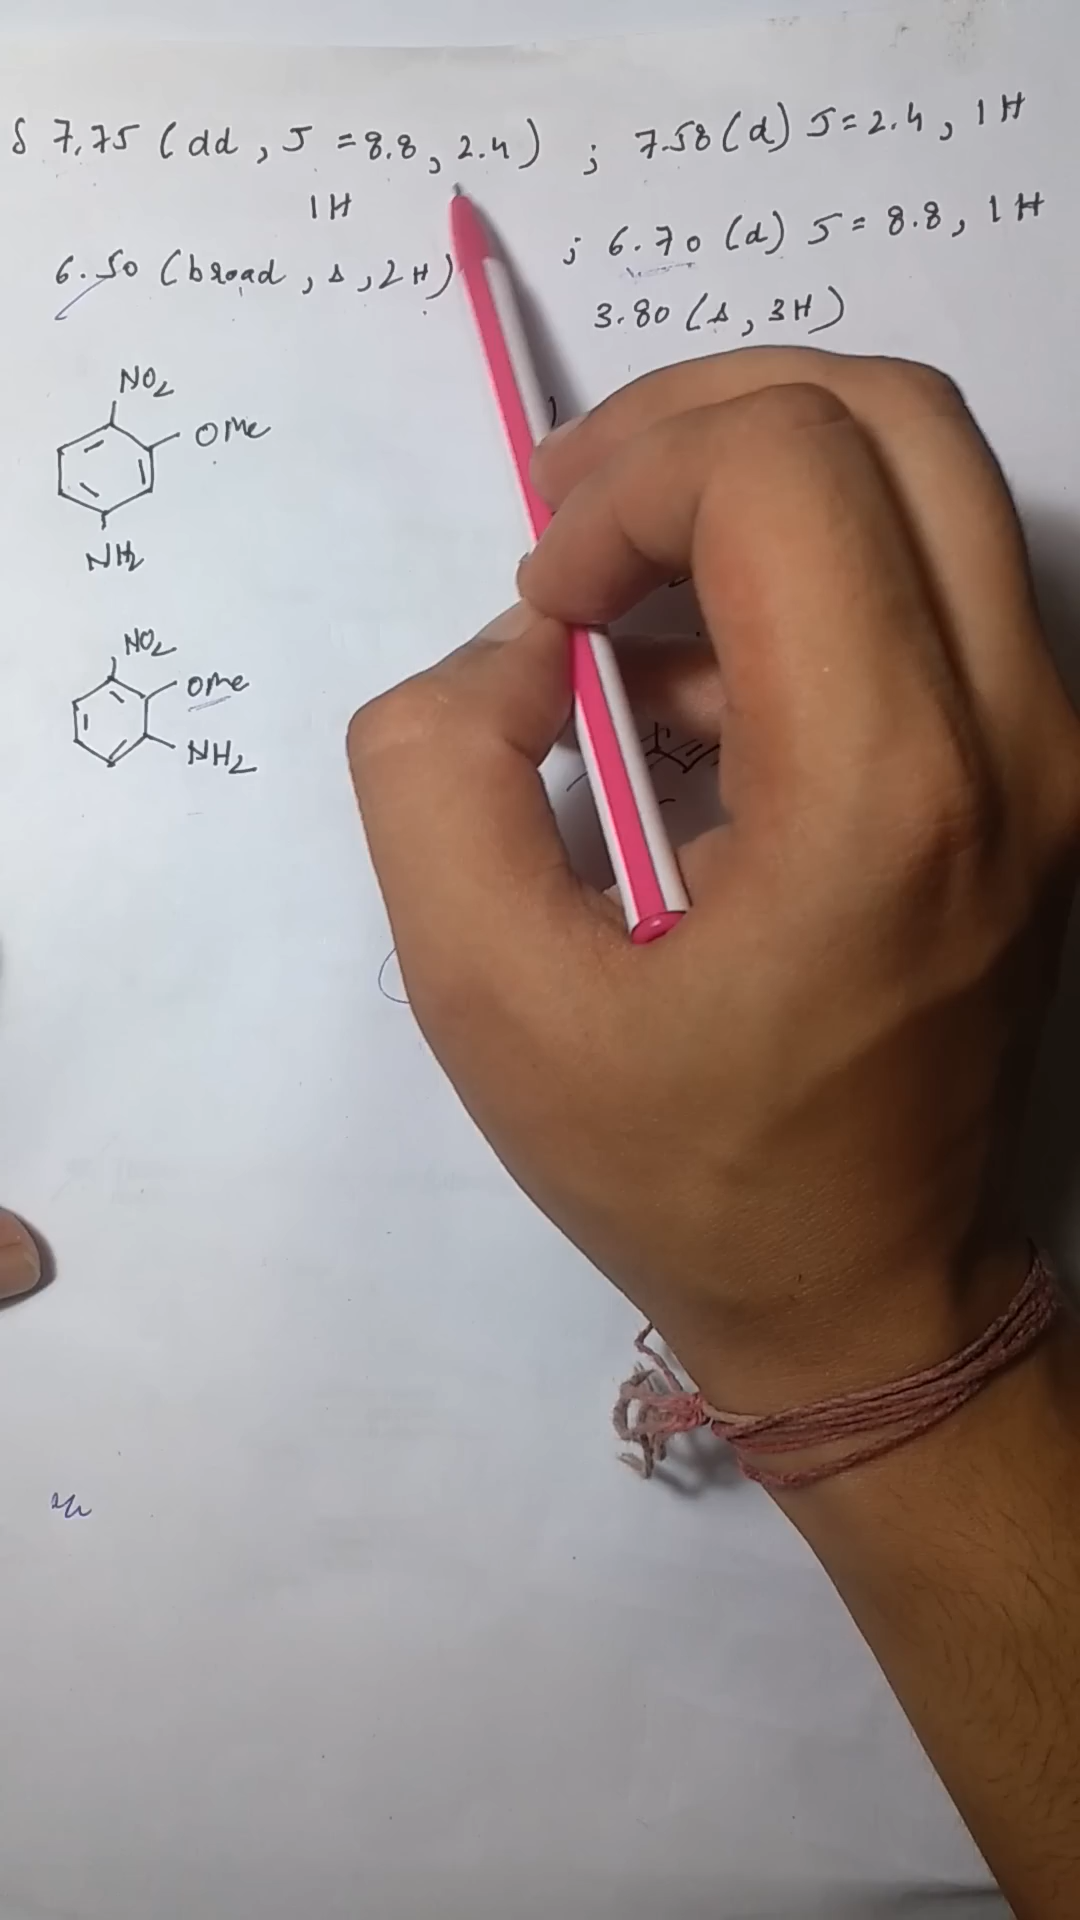 δ 7.75 (dd, J = 8.8, 2.4) ; 7.58 (d) J = 2.4, 1H
1H
; 6.70 (d) J = 8.8, 1H
6.50 (broad, s, 2H)
3.80 (s, 3H)
NO2
OMe
NH2
NO2
OMe
NH2